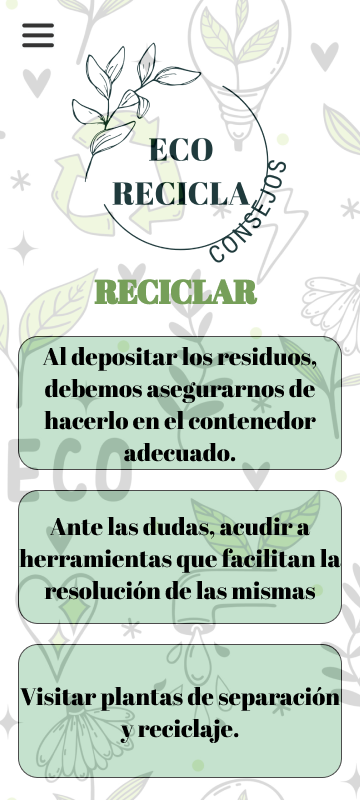 ECO
RECICLA
CONSEJOS
RECICLAR
Al depositar los residuos,
debemos asegurarnos de
hacerlo en el contenedor
adecuado.
ECO
Ante las dudas, acudir a
herramientas que facilitan la
resolución de las mismas
Visitar plantas de separación
y reciclaje.